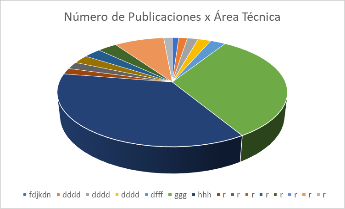 Número de Publicaciones x Área Técnica
fdjkdn dddd dddd dddd dfff ggg hhh r r r r r r r